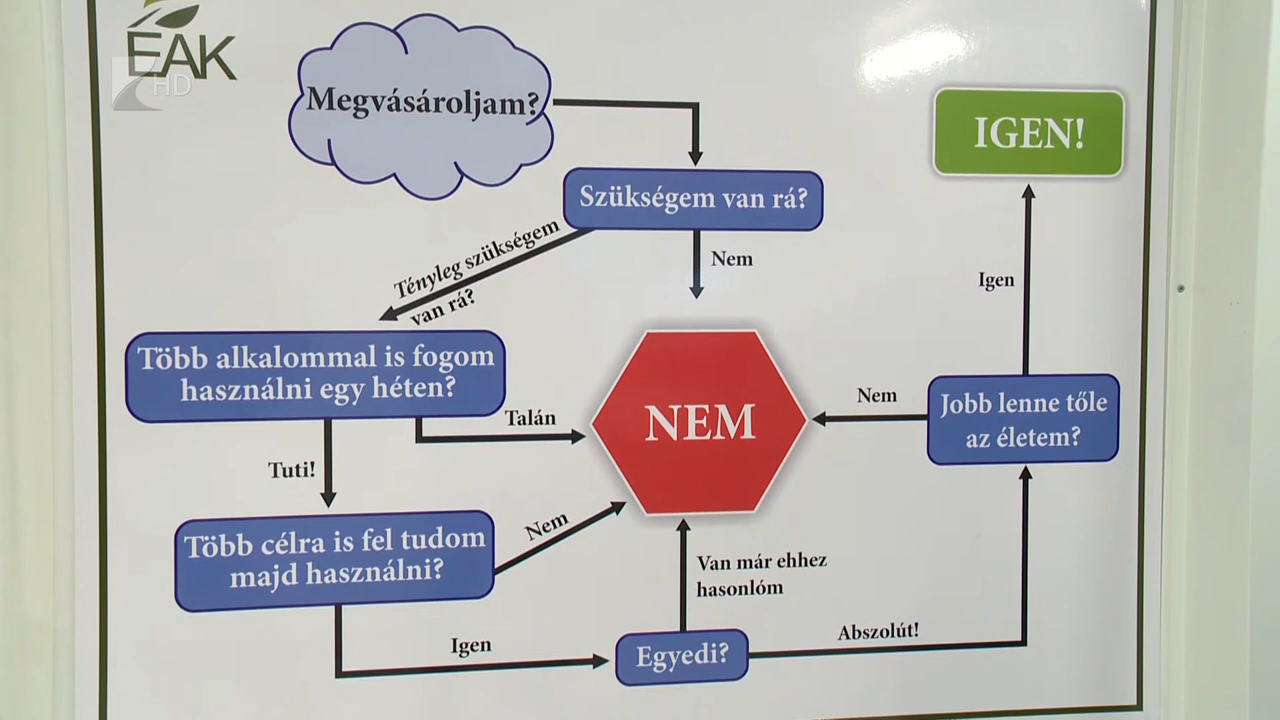 ÉAK
HD
Megvásároljam?
IGEN!
Szükségem van rá?
Tényleg szükségem
van rá?
Nem
Igen
Több alkalommal is fogom
használni egy héten?
Talán
NEM
Nem
Jobb lenne tőle
az életem?
Tuti!
Több célra is fel tudom
majd használni?
Nem
Van már ehhez
hasonlóm
Igen
Egyedi?
Abszolút!